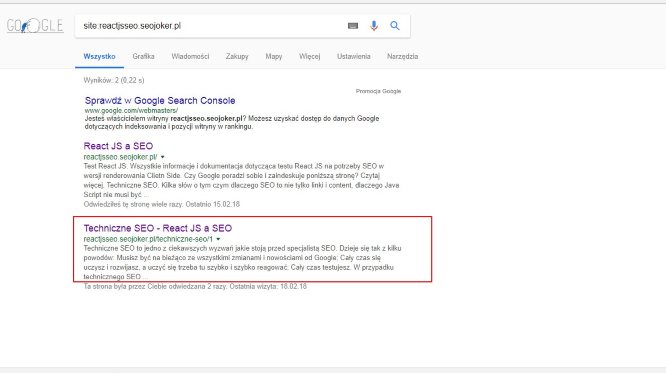 GOOGLE
site:reactjsseo.seojoker.pl
Wszystko Grafika Wiadomości Zakupy Mapy Więcej Ustawienia Narzędzia
Wyników: 2 (0,22 s)
Promocja Google
Sprawdź w Google Search Console
www.google.com/webmasters/
Jesteś właścicielem witryny reactjsseo.seojoker.pl? Możesz uzyskać dostęp do danych Google
dotyczących indeksowania i pozycji witryny w rankingu.
React JS a SEO
reactjsseo.seojoker.pl/
Test React JS. Wszystkie informacje i dokumentacja dotycząca testu React JS na potrzeby SEO w
wersji renderowania Clietn Side. Czy Google poradzi sobie i zaindeskuje poniższą stronę? Czytaj
więcej. Techniczne SEO. Kilka słów o tym czym dlaczego SEO to nie tylko linki i content, dlaczego Java
Script nie musi być ...
Odwiedziłeś tę stronę wiele razy. Ostatnio 15.02.18
Techniczne SEO - React JS a SEO
reactjsseo.seojoker.pl/techniczne-seo/1
Techniczne SEO to jedno z ciekawszych wyzwań jakie stoją przed specjalistą SEO. Dzieje się tak z kilku
powodów: Musisz być na bieżąco ze wszystkimi zmianami i nowościami od Google; Cały czas się
uczysz i rozwijasz, a uczyć się trzeba tu szybko i szybko reagować; Cały czas testujesz. W przypadku
technicznego SEO ...
Ta strona była przez Ciebie odwiedzana 2 razy. Ostatnia wizyta: 16.02.18